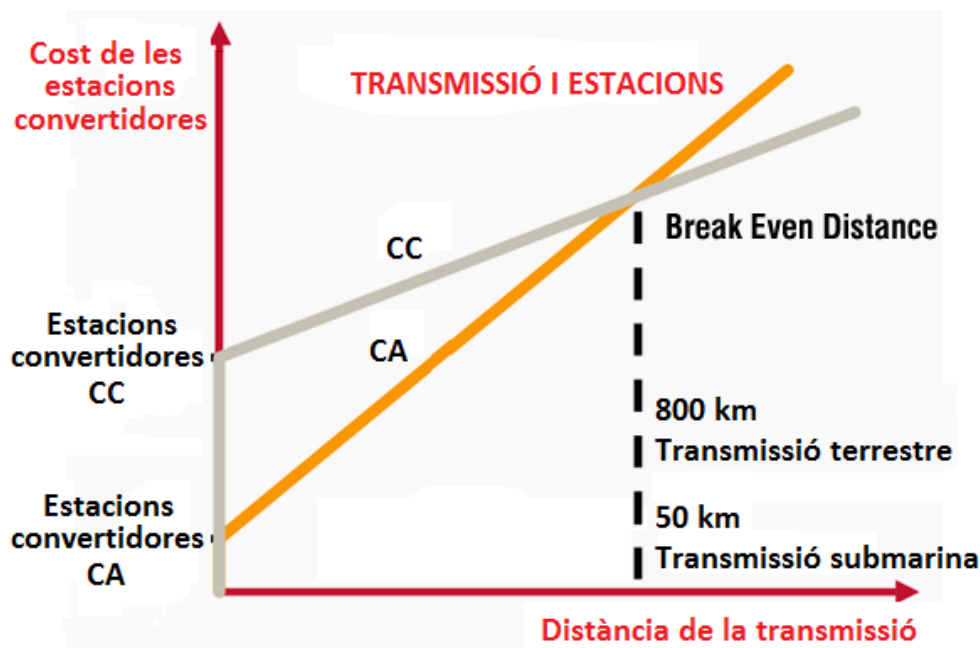 Cost de les
estacions
convertidores
TRANSMISSIÓ I ESTACIONS
CC
Break Even Distance
Estacions
convertidores
CC
CA
800 km
Transmissió terrestre
Estacions
convertidores
CA
50 km
Transmissió submarina
Distància de la transmissió